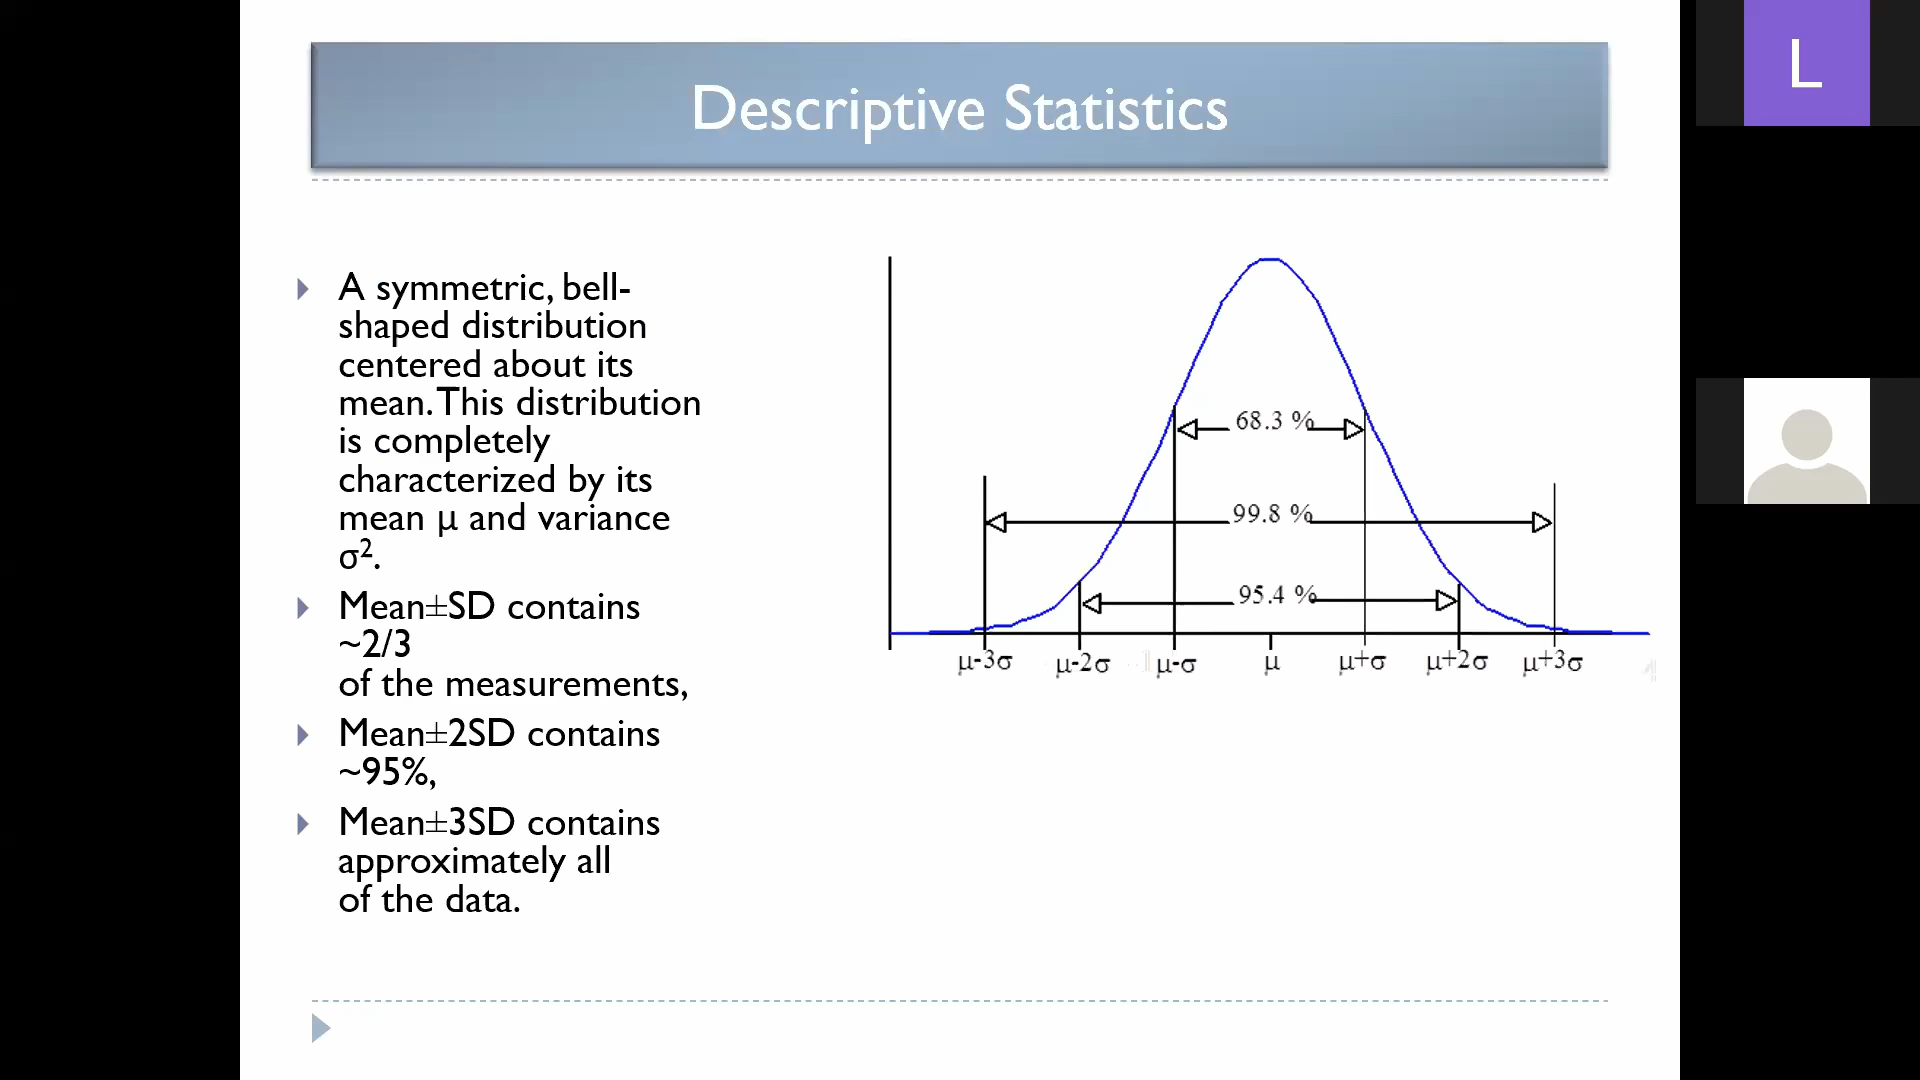 Descriptive Statistics
A symmetric, bell-
shaped distribution
centered about its
mean. This distribution
is completely
characterized by its
mean μ and variance
σ².
Mean±SD contains
~2/3
of the measurements,
Mean±2SD contains
~95%,
Mean±3SD contains
approximately all
of the data.
68.3 %
99.8 %
95.4 %
μ-3σ μ-2σ μ-σ μ μ+σ μ+2σ μ+3σ
L